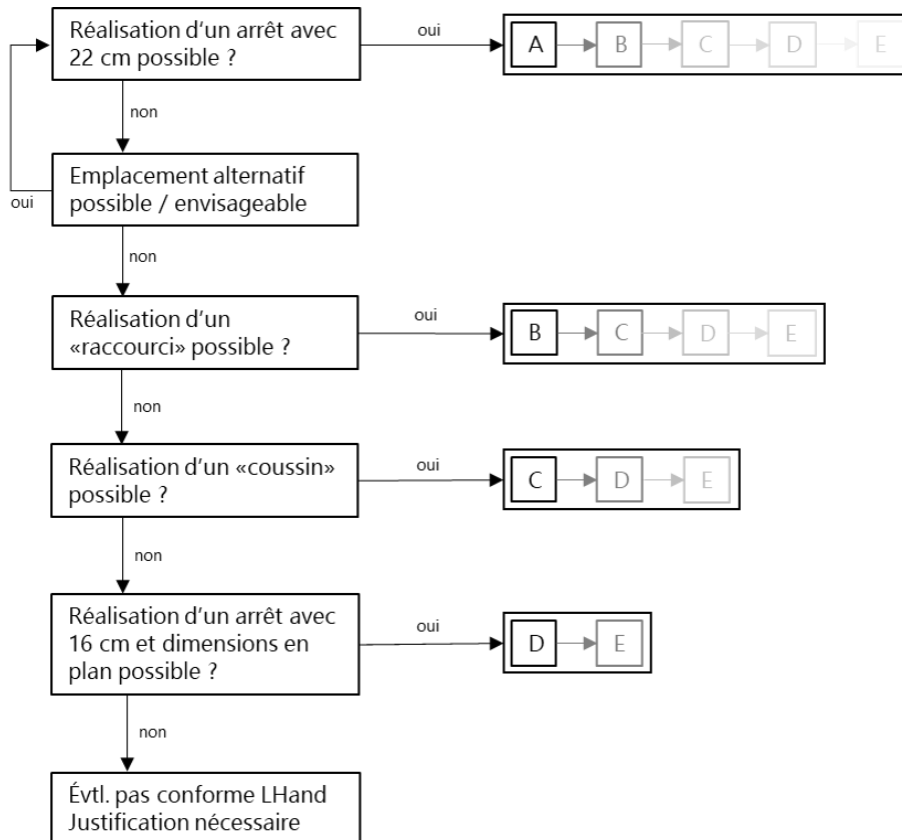 Réalisation d’un arrêt avec
22 cm possible ?
oui
A B C D E
non
Emplacement alternatif
possible / envisageable
oui
non
Réalisation d’un
«raccourci» possible ?
oui
B C D E
non
Réalisation d’un «coussin»
possible ?
oui
C D E
non
Réalisation d’un arrêt avec
16 cm et dimensions en
plan possible ?
oui
D E
non
Évtl. pas conforme LHand
Justification nécessaire